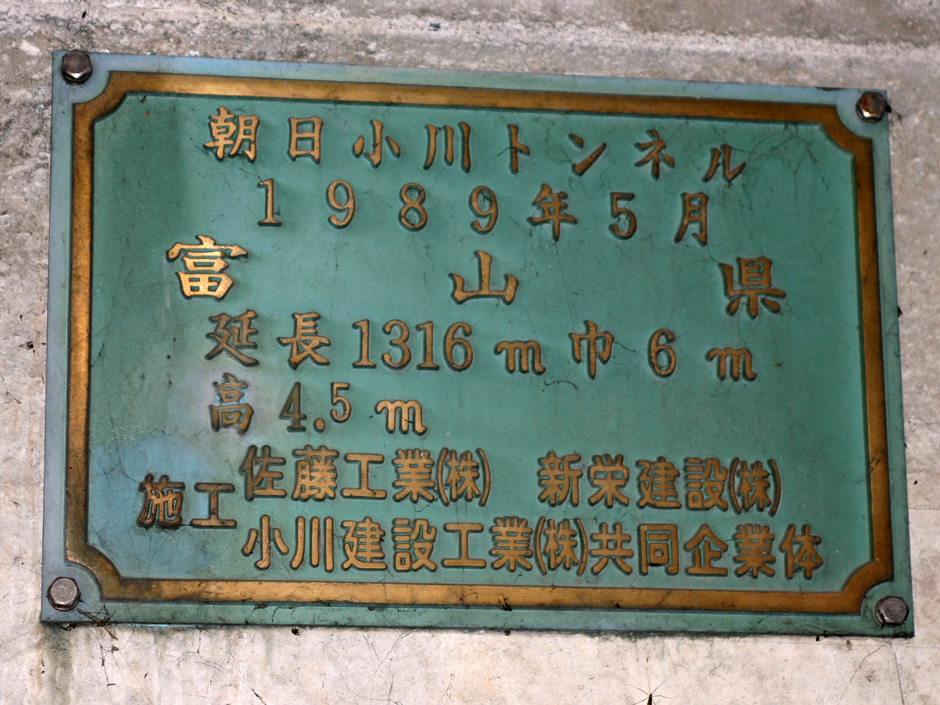 朝日小川トンネル
1989年5月
富山県
延長1316m 巾6m
高4.5m
施工 佐藤工業㈱ 新栄建設㈱
小川建設工業㈱共同企業体